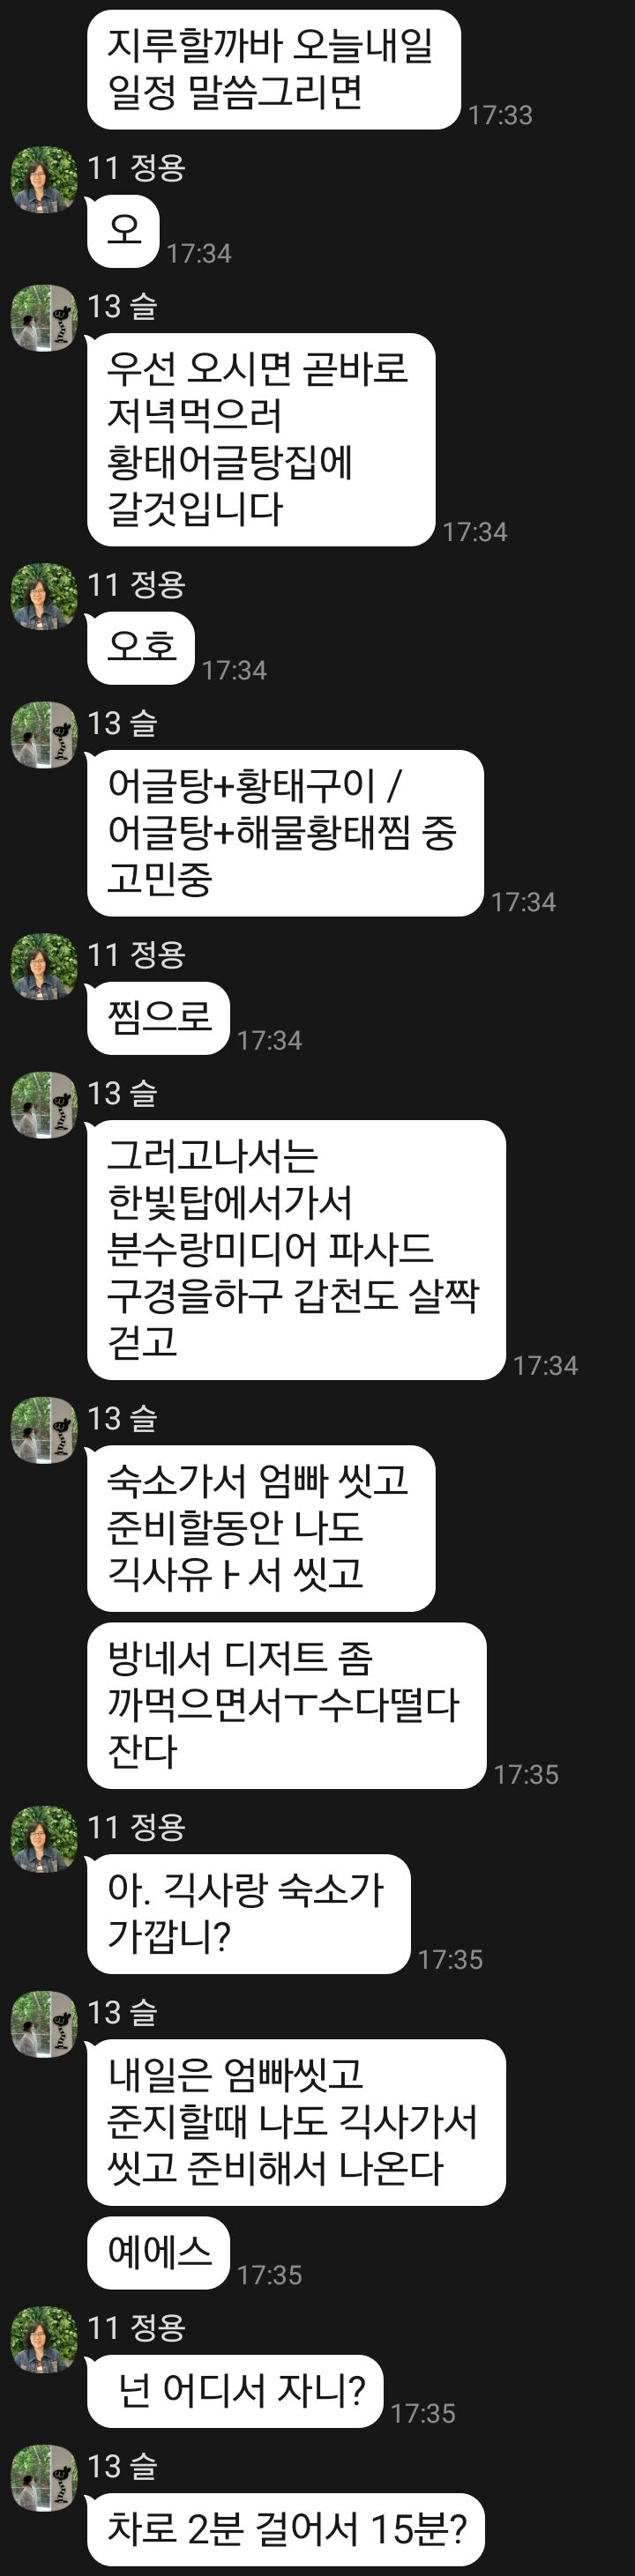 지루할까바 오늘내일
일정 말씀그리면
17:33
11 정용
오
17:34
13 슬
우선 오시면 곧바로
저녁먹으러
황태어글탕집에
갈것입니다
17:34
11 정용
오호
17:34
13 슬
어글탕+황태구이 /
어글탕+해물황태찜 중
고민중
17:34
11 정용
찜으로
17:34
13 슬
그러고나서는
한빛탑에서가서
분수랑미디어 파사드
구경을하구 갑천도 살짝
걷고
17:34
13 슬
숙소가서 엄빠 씻고
준비할동안 나도
긱사유ㅏ서 씻고
방네서 디저트 좀
까먹으면서ㅜ수다떨다
잔다
17:35
11 정용
아. 긱사랑 숙소가
가깝니?
17:35
13 슬
내일은 엄빠씻고
준지할때 나도 긱사가서
씻고 준비해서 나온다
예에스
17:35
11 정용
넌 어디서 자니?
17:35
13 슬
차로 2분 걸어서 15분?